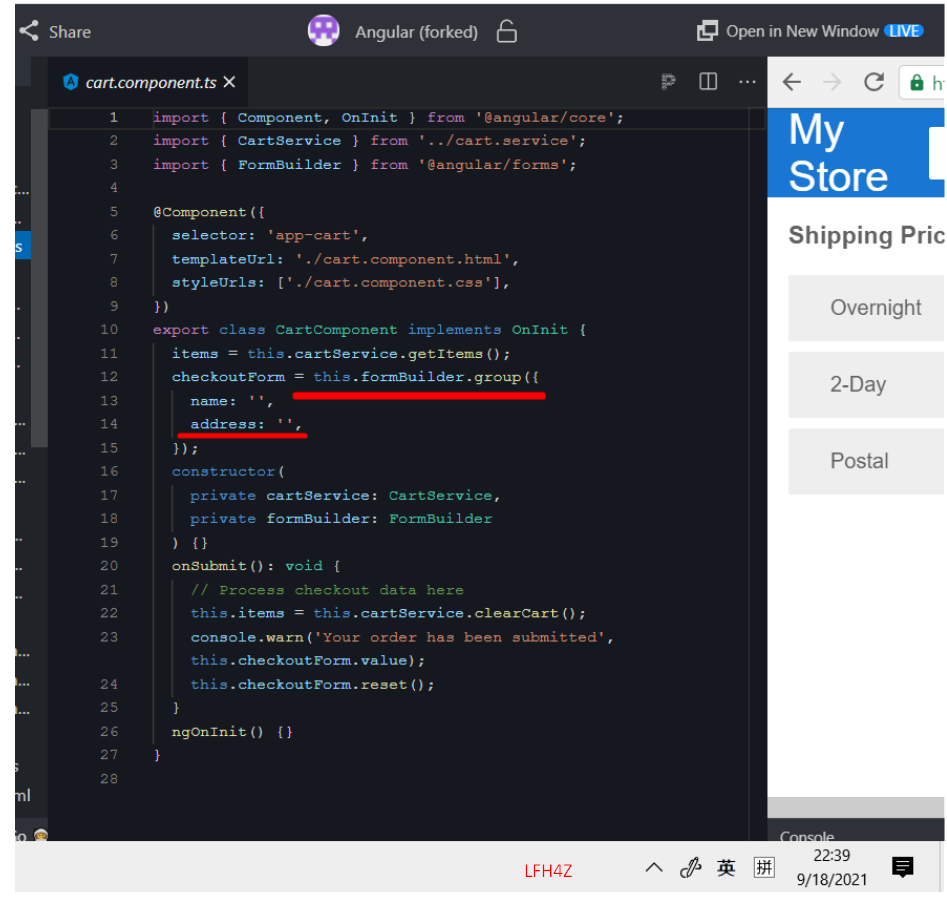 Share
Angular (forked)
Open in New Window LIVE
cart.component.ts
My
Store
1 import { Component, OnInit } from '@angular/core';
2 import { CartService } from '../cart.service';
3 import { FormBuilder } from '@angular/forms';
4
5 @Component({
6 selector: 'app-cart',
7 templateUrl: './cart.component.html',
8 styleUrls: ['./cart.component.css'],
9 })
10 export class CartComponent implements OnInit {
11 items = this.cartService.getItems();
12 checkoutForm = this.formBuilder.group({
13 name: '',
14 address: '',
15 });
16 constructor(
17 private cartService: CartService,
18 private formBuilder: FormBuilder
19 ) {}
20 onSubmit(): void {
21 // Process checkout data here
22 this.items = this.cartService.clearCart();
23 console.warn('Your order has been submitted',
this.checkoutForm.value);
24 this.checkoutForm.reset();
25 }
26 ngOnInit() {}
27 }
28
Shipping Pric
Overnight
2-Day
Postal
Console
LFH4Z
英
拼
22:39
9/18/2021